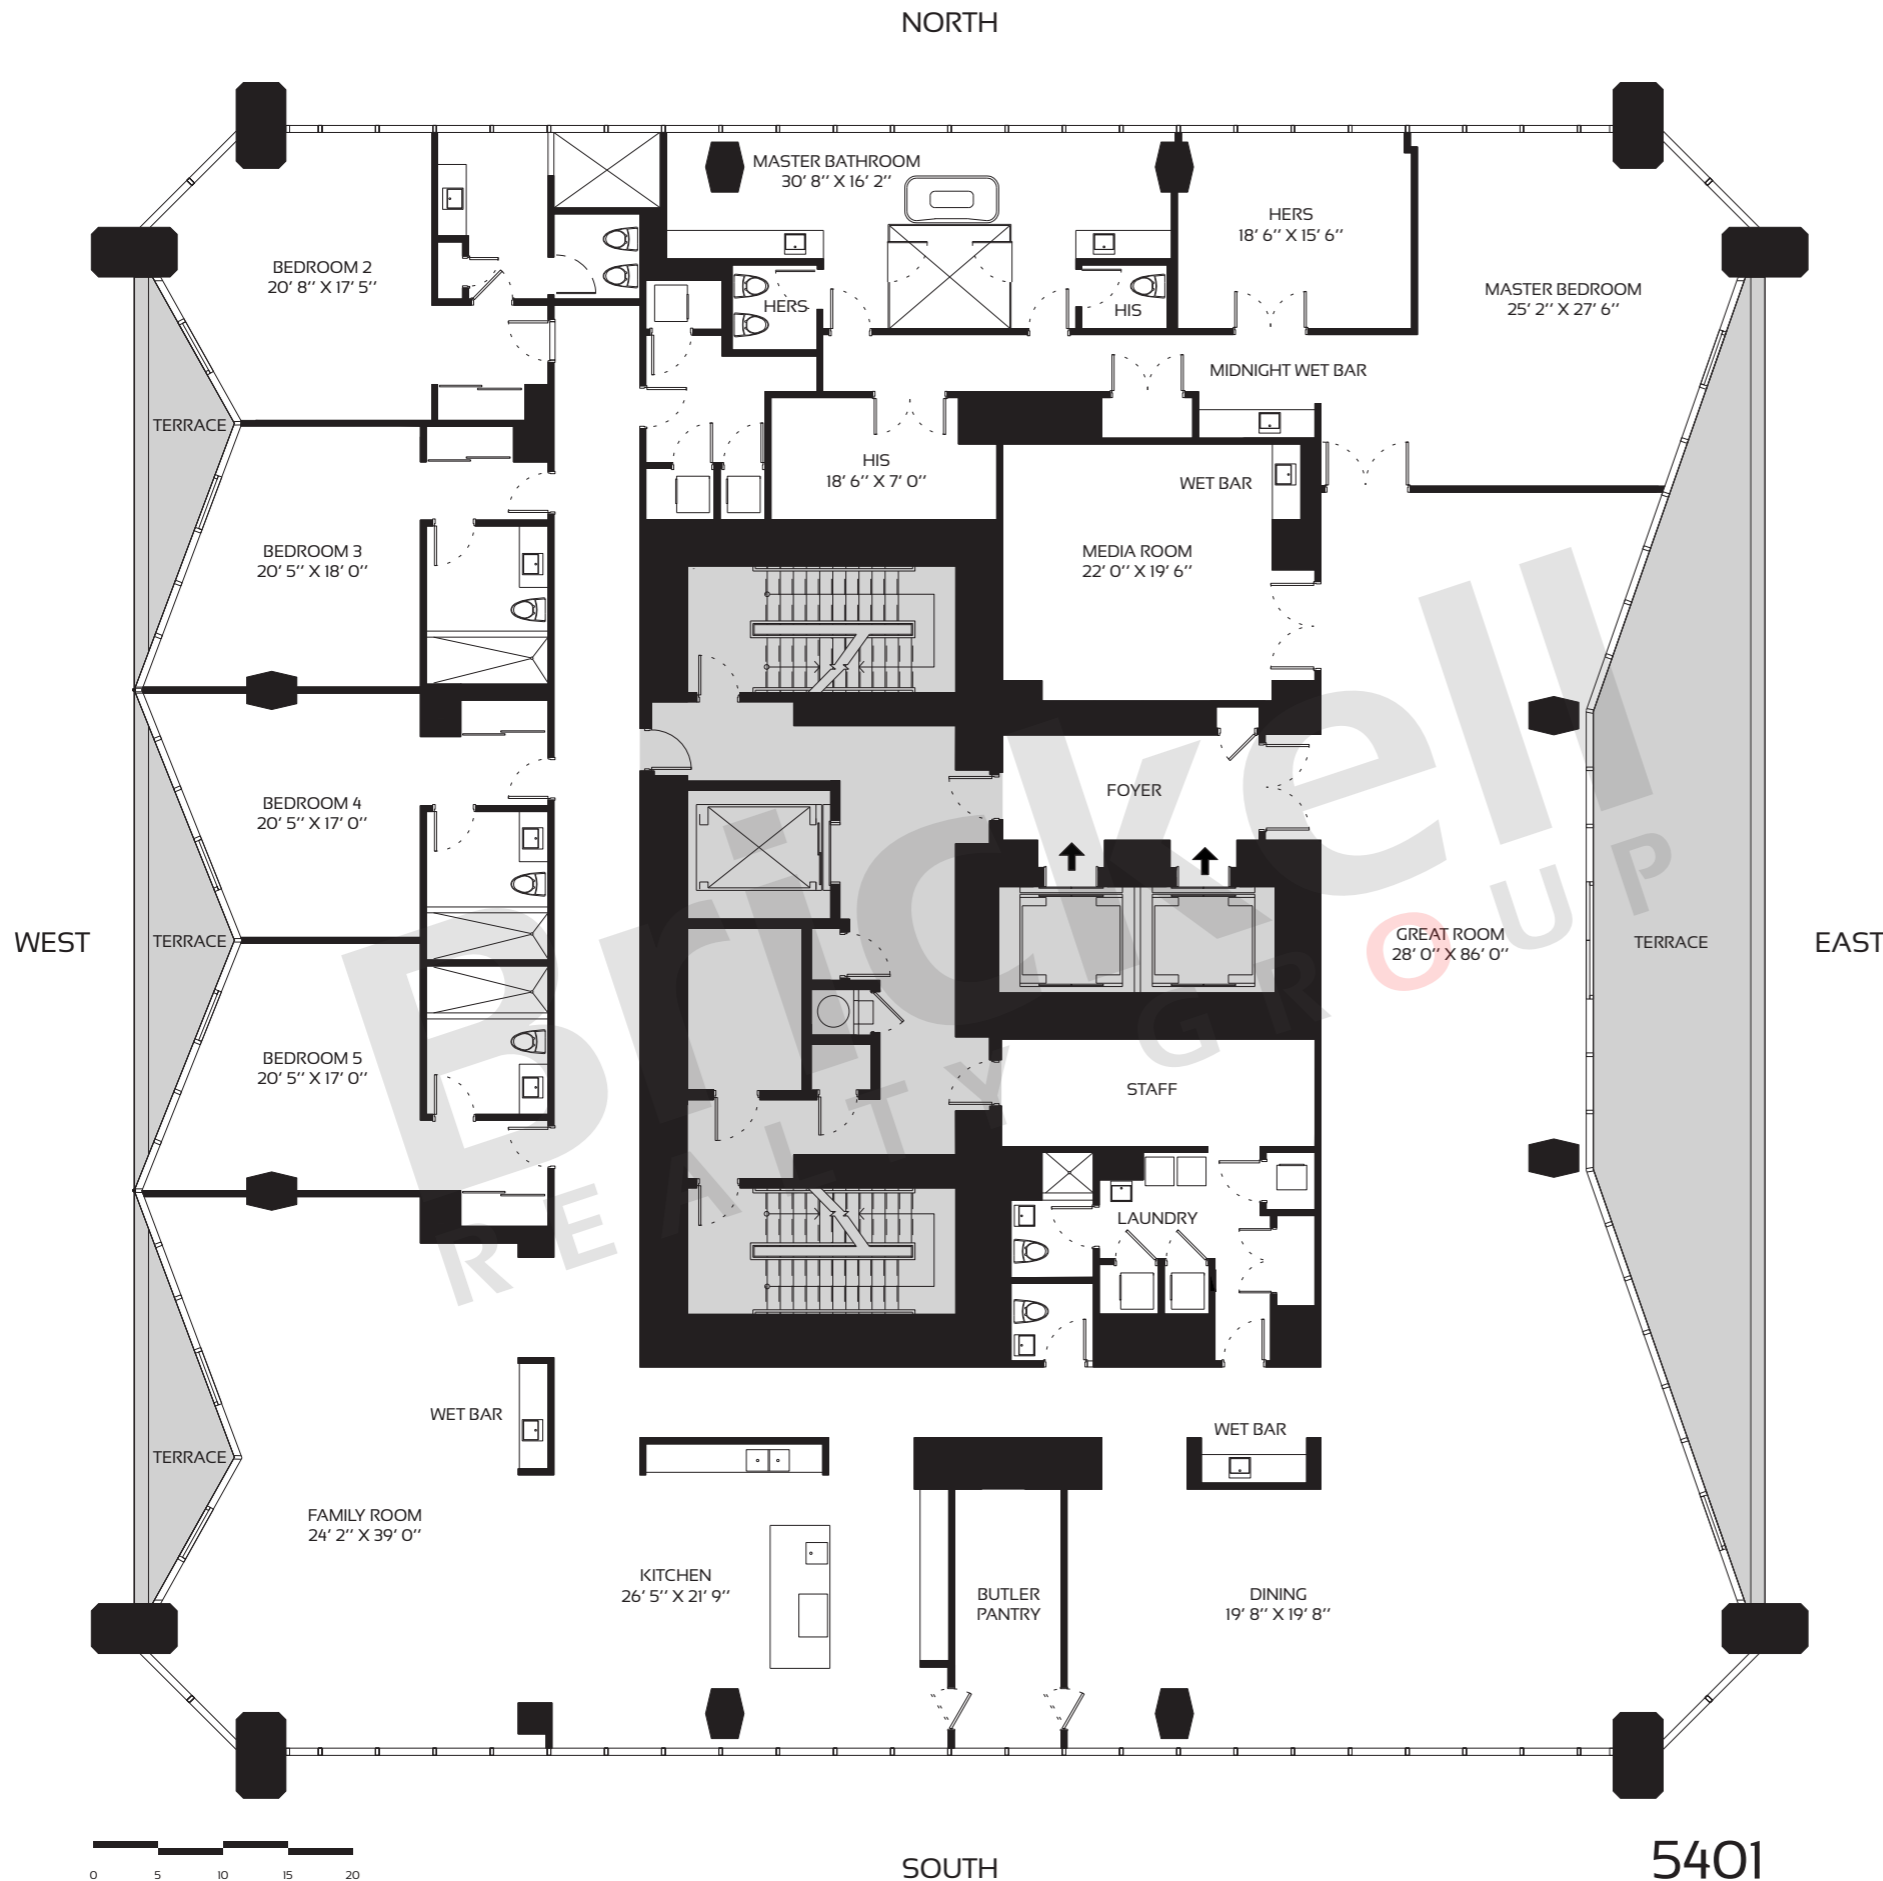 NORTH
MASTER BATHROOM
30' 8'' X 16' 2''
HERS
18' 6'' X 15' 6''
BEDROOM 2
20' 8'' X 17' 5''
MASTER BEDROOM
25' 2'' X 27' 6''
HERS
HIS
MIDNIGHT WET BAR
TERRACE
HIS
18' 6'' X 7' 0''
WET BAR
BEDROOM 3
20' 5'' X 18' 0''
MEDIA ROOM
22' 0'' X 19' 6''
FOYER
BEDROOM 4
20' 5'' X 17' 0''
Brickell
REALTY GROUP
WEST
TERRACE
GREAT ROOM
28' 0'' X 86' 0''
TERRACE
EAST
BEDROOM 5
20' 5'' X 17' 0''
STAFF
LAUNDRY
WET BAR
WET BAR
TERRACE
FAMILY ROOM
24' 2'' X 39' 0''
KITCHEN
26' 5'' X 21' 9''
BUTLER
PANTRY
DINING
19' 8'' X 19' 8''
0 5 10 15 20
SOUTH
5401